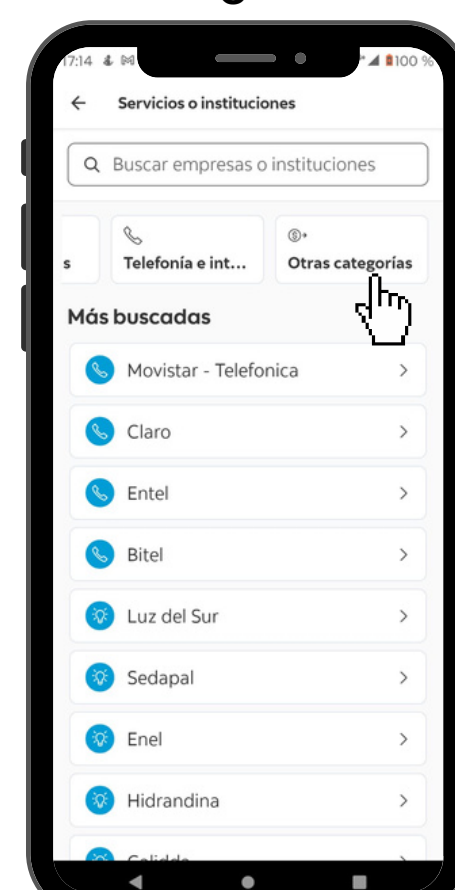 17:14
100 %
Servicios o instituciones
Buscar empresas o instituciones
s
Telefonía e int...
Otras categorías
Más buscadas
Movistar - Telefonica
Claro
Entel
Bitel
Luz del Sur
Sedapal
Enel
Hidrandina